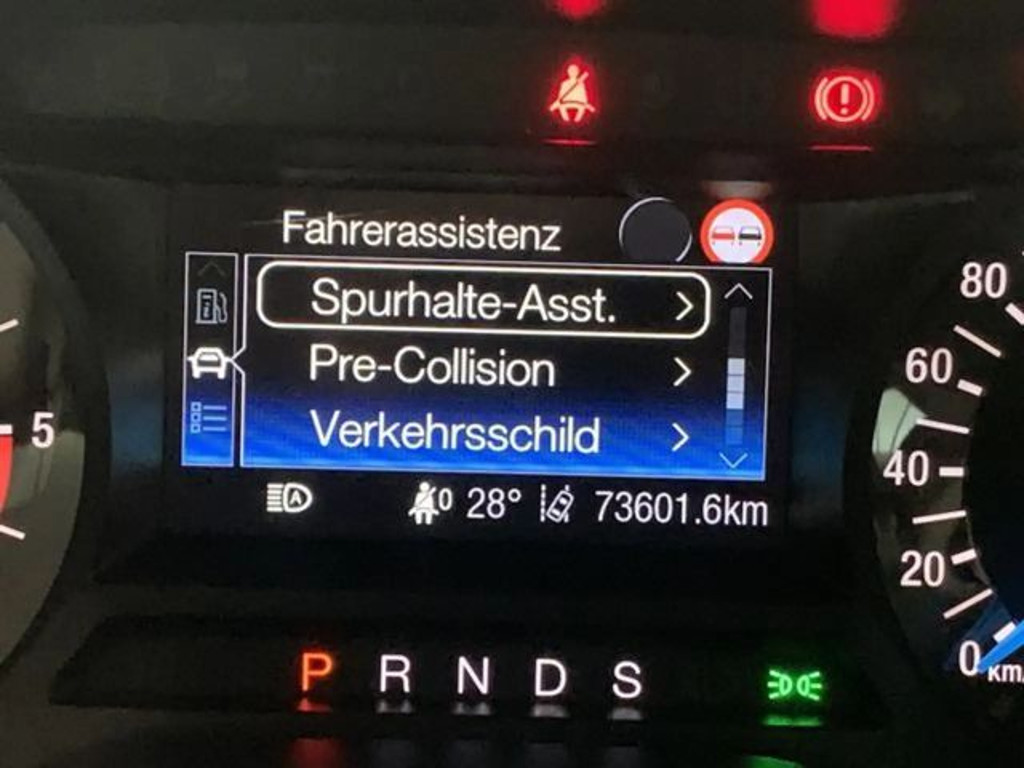 Fahrerassistenz
Spurhalte-Asst. >
Pre-Collision >
Verkehrsschild >
A 0 28° 73601.6km
P R N D S
5
80
60
40
20
0 km/